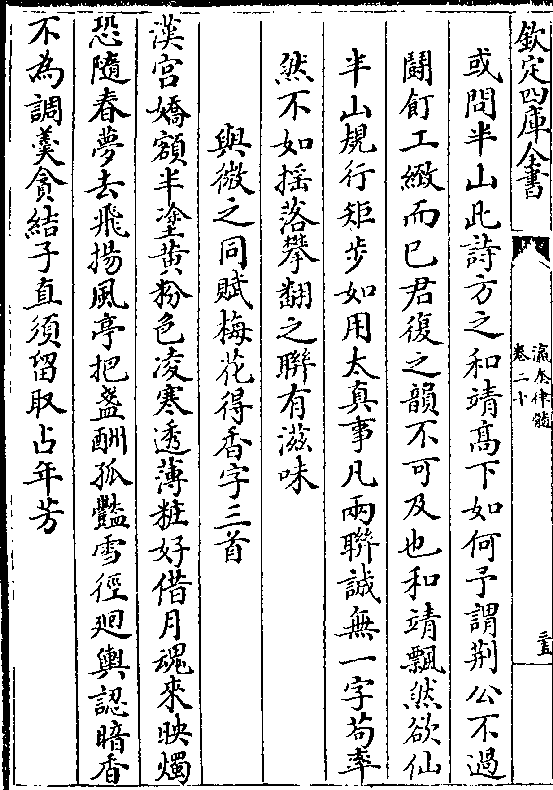 欽定四庫全書
瀛奎律髓
卷二十
三五
或問半山此詩方之和靖髙下如何予謂荆公不過
鬬飣工緻而已君復之韻不可及也和靖飄然欲仙
半山規行矩步如用太真事凡兩聯誠無一字苟率
然不如揺落攀翻之聯有滋味
與微之同賦梅花得香字三首
漢宫嬌額半塗黄粉色凌寒透薄粧好借月魂來映燭
恐隨春夢去飛揚風亭把盞酬孤艷雪徑廻輿認暗香
不為調羮貪結子直須留取占年芳